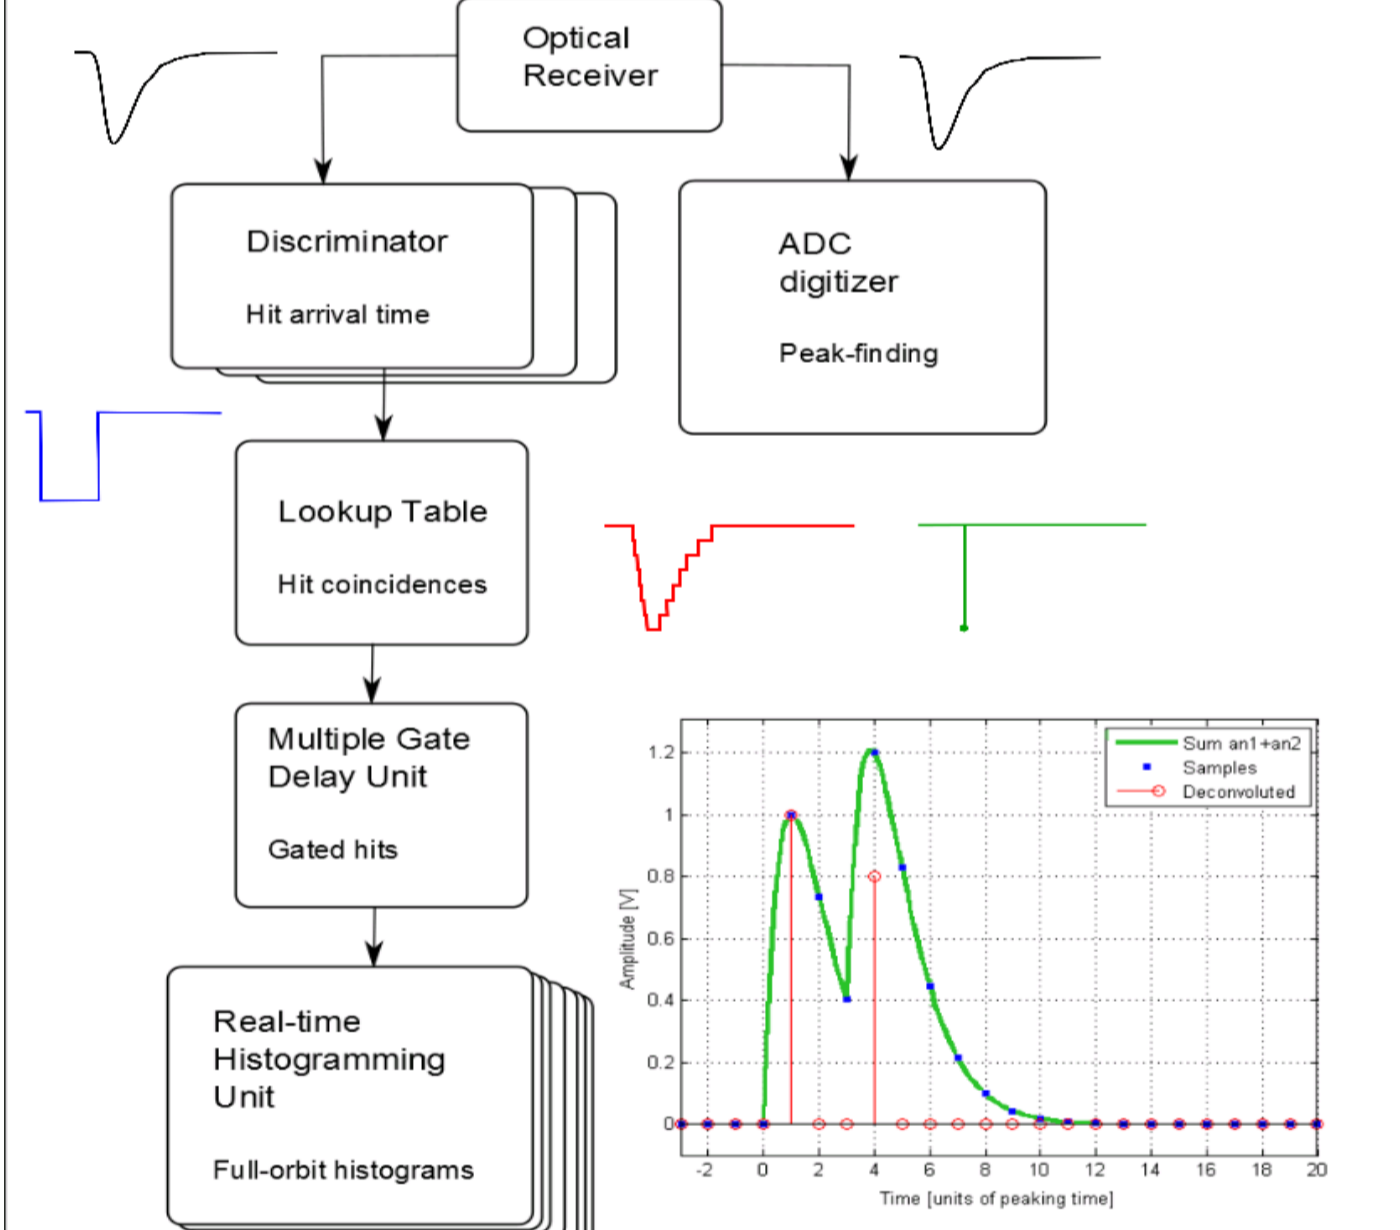 Optical
Receiver
Discriminator
Hit arrival time
ADC
digitizer
Peak-finding
Lookup Table
Hit coincidences
Multiple Gate
Delay Unit
Gated hits
Real-time
Histogramming
Unit
Full-orbit histograms
Sum an1+an2
Samples
Deconvoluted
1.2
1
0.8
0.6
0.4
0.2
0
Amplitude [V]
-2 0 2 4 6 8 10 12 14 16 18 20
Time [units of peaking time]